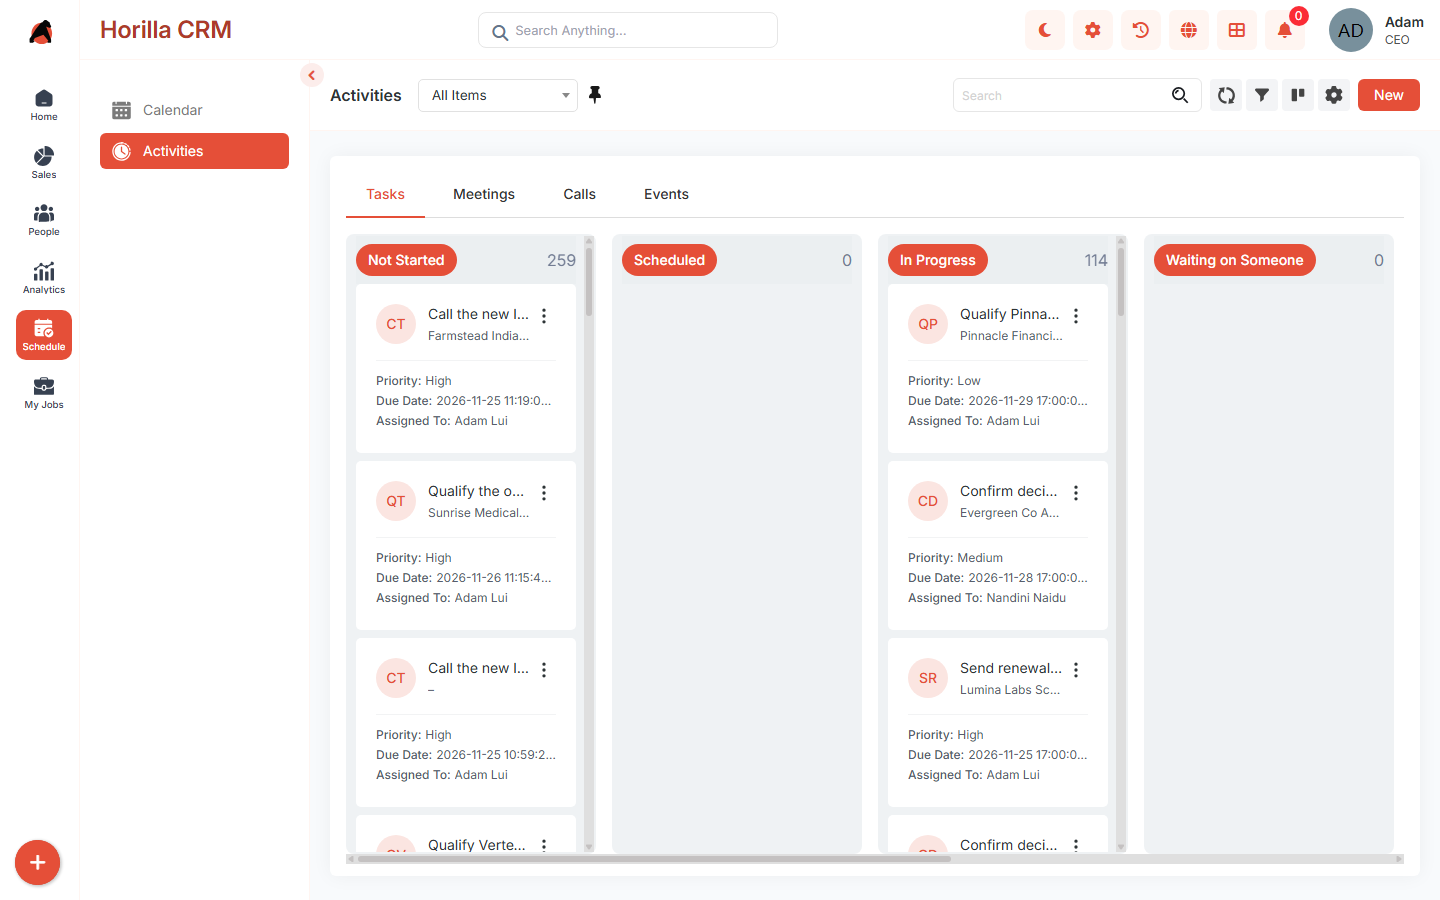 Horilla CRM
Search Anything...
0
AD
Adam
CEO
Home
Sales
People
Analytics
Schedule
My Jobs
Calendar
Activities
Activities
All Items
Search
New
Tasks
Meetings
Calls
Events
Not Started
259
CT
Call the new l...
Farmstead India...
Priority: High
Due Date: 2026-11-25 11:19:0...
Assigned To: Adam Lui
QT
Qualify the o...
Sunrise Medical...
Priority: High
Due Date: 2026-11-26 11:15:4...
Assigned To: Adam Lui
CT
Call the new l...
–
Priority: High
Due Date: 2026-11-25 10:59:2...
Assigned To: Adam Lui
Qualify Verte...
Scheduled
0
In Progress
114
QP
Qualify Pinna...
Pinnacle Financi...
Priority: Low
Due Date: 2026-11-29 17:00:0...
Assigned To: Adam Lui
CD
Confirm deci...
Evergreen Co A...
Priority: Medium
Due Date: 2026-11-28 17:00:0...
Assigned To: Nandini Naidu
SR
Send renewal...
Lumina Labs Sc...
Priority: High
Due Date: 2026-11-25 17:00:0...
Assigned To: Adam Lui
Confirm deci...
Waiting on Someone
0